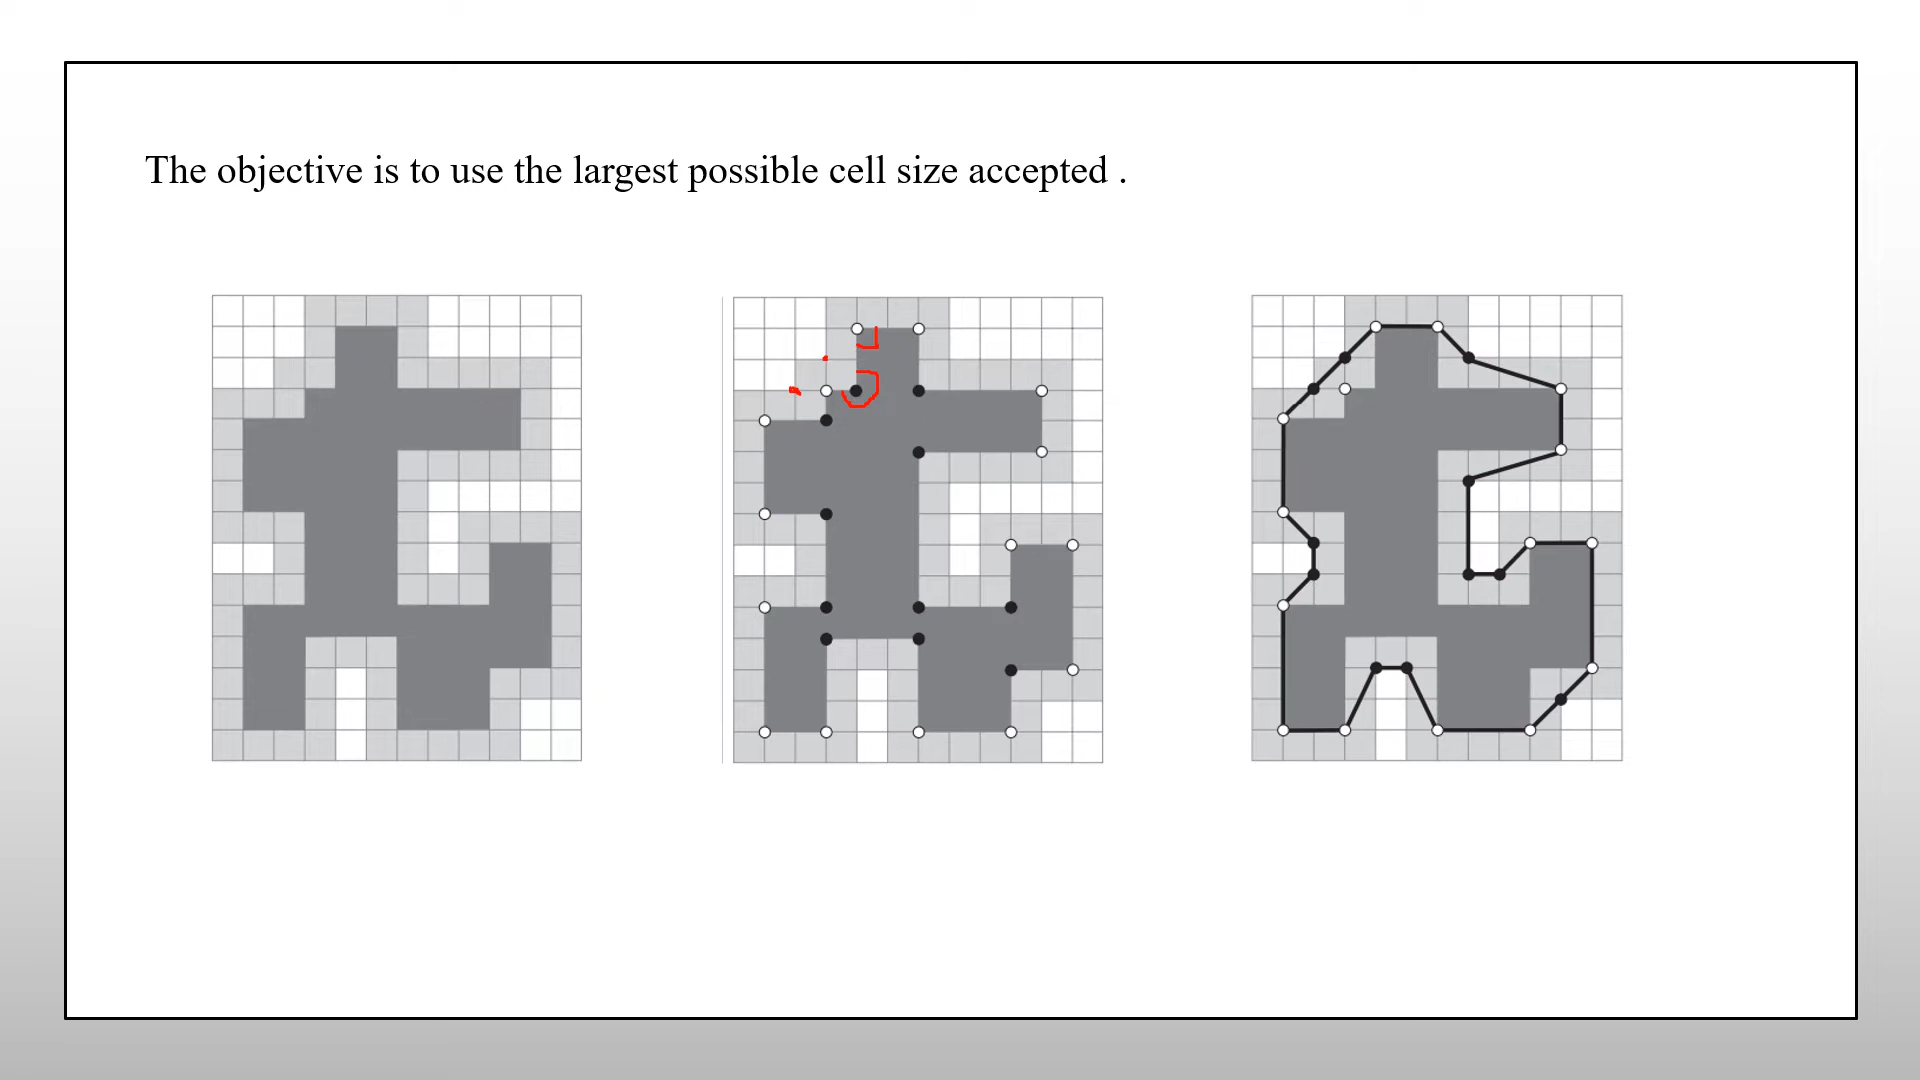 The objective is to use the largest possible cell size accepted .